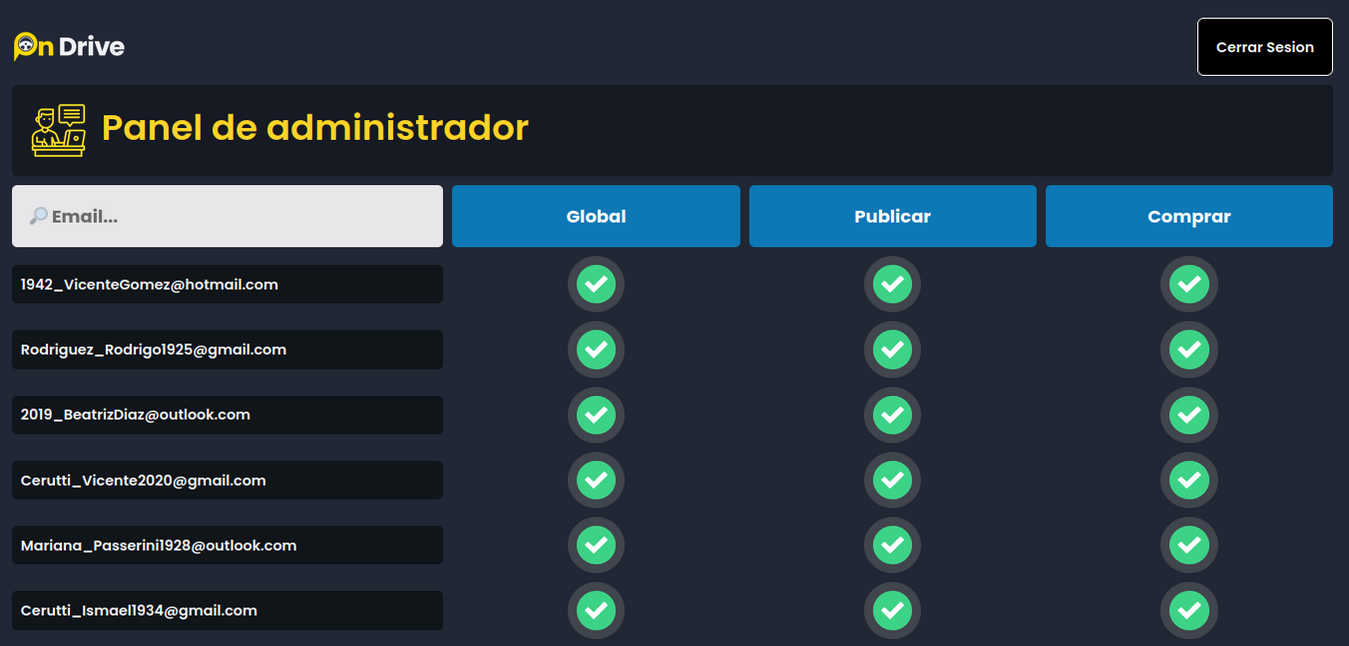 On Drive
Cerrar Sesion
Panel de administrador
Email...
Global
Publicar
Comprar
1942_VicenteGomez@hotmail.com
Rodriguez_Rodrigo1925@gmail.com
2019_BeatrizDiaz@outlook.com
Cerutti_Vicente2020@gmail.com
Mariana_Passerini1928@outlook.com
Cerutti_Ismael1934@gmail.com